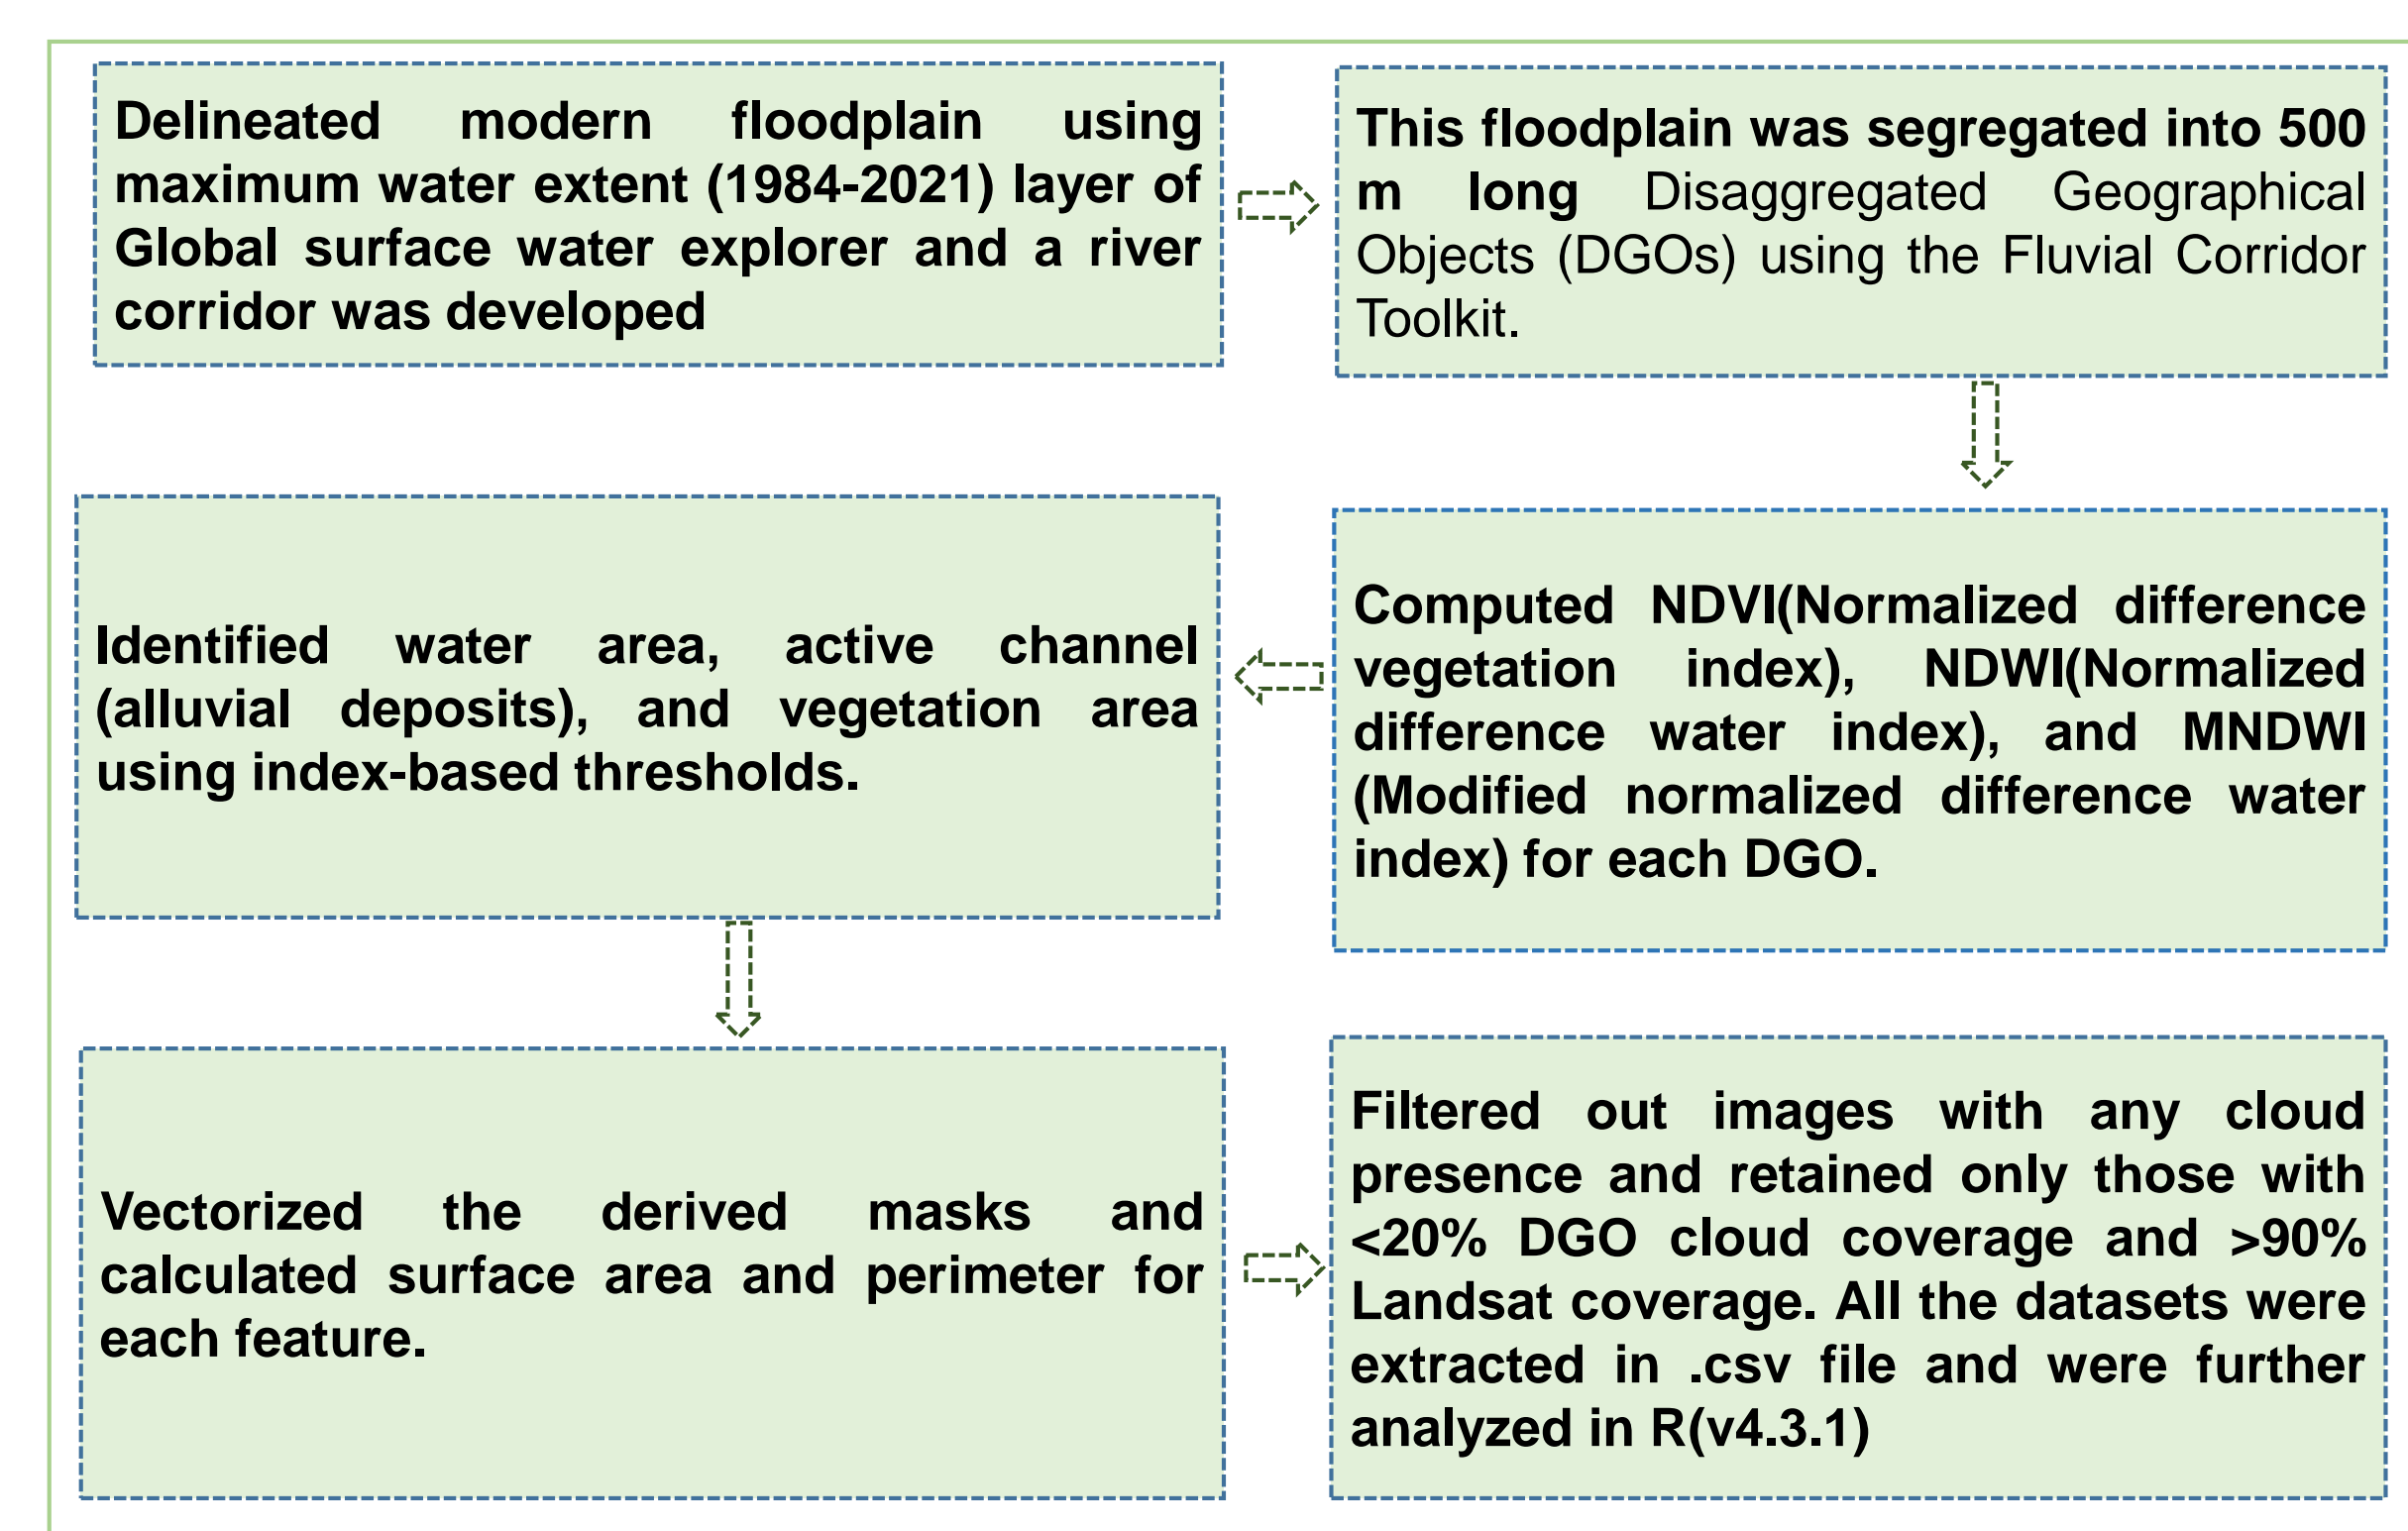 Delineated modern floodplain using
maximum water extent (1984-2021) layer of
Global surface water explorer and a river
corridor was developed
This floodplain was segregated into 500
m long Disaggregated Geographical
Objects (DGOs) using the Fluvial Corridor
Toolkit.
Computed NDVI(Normalized difference
vegetation index), NDWI(Normalized
difference water index), and MNDWI
(Modified normalized difference water
index) for each DGO.
Identified water area, active channel
(alluvial deposits), and vegetation area
using index-based thresholds.
Vectorized the derived masks and
calculated surface area and perimeter for
each feature.
Filtered out images with any cloud
presence and retained only those with
<20% DGO cloud coverage and >90%
Landsat coverage. All the datasets were
extracted in .csv file and were further
analyzed in R(v4.3.1)